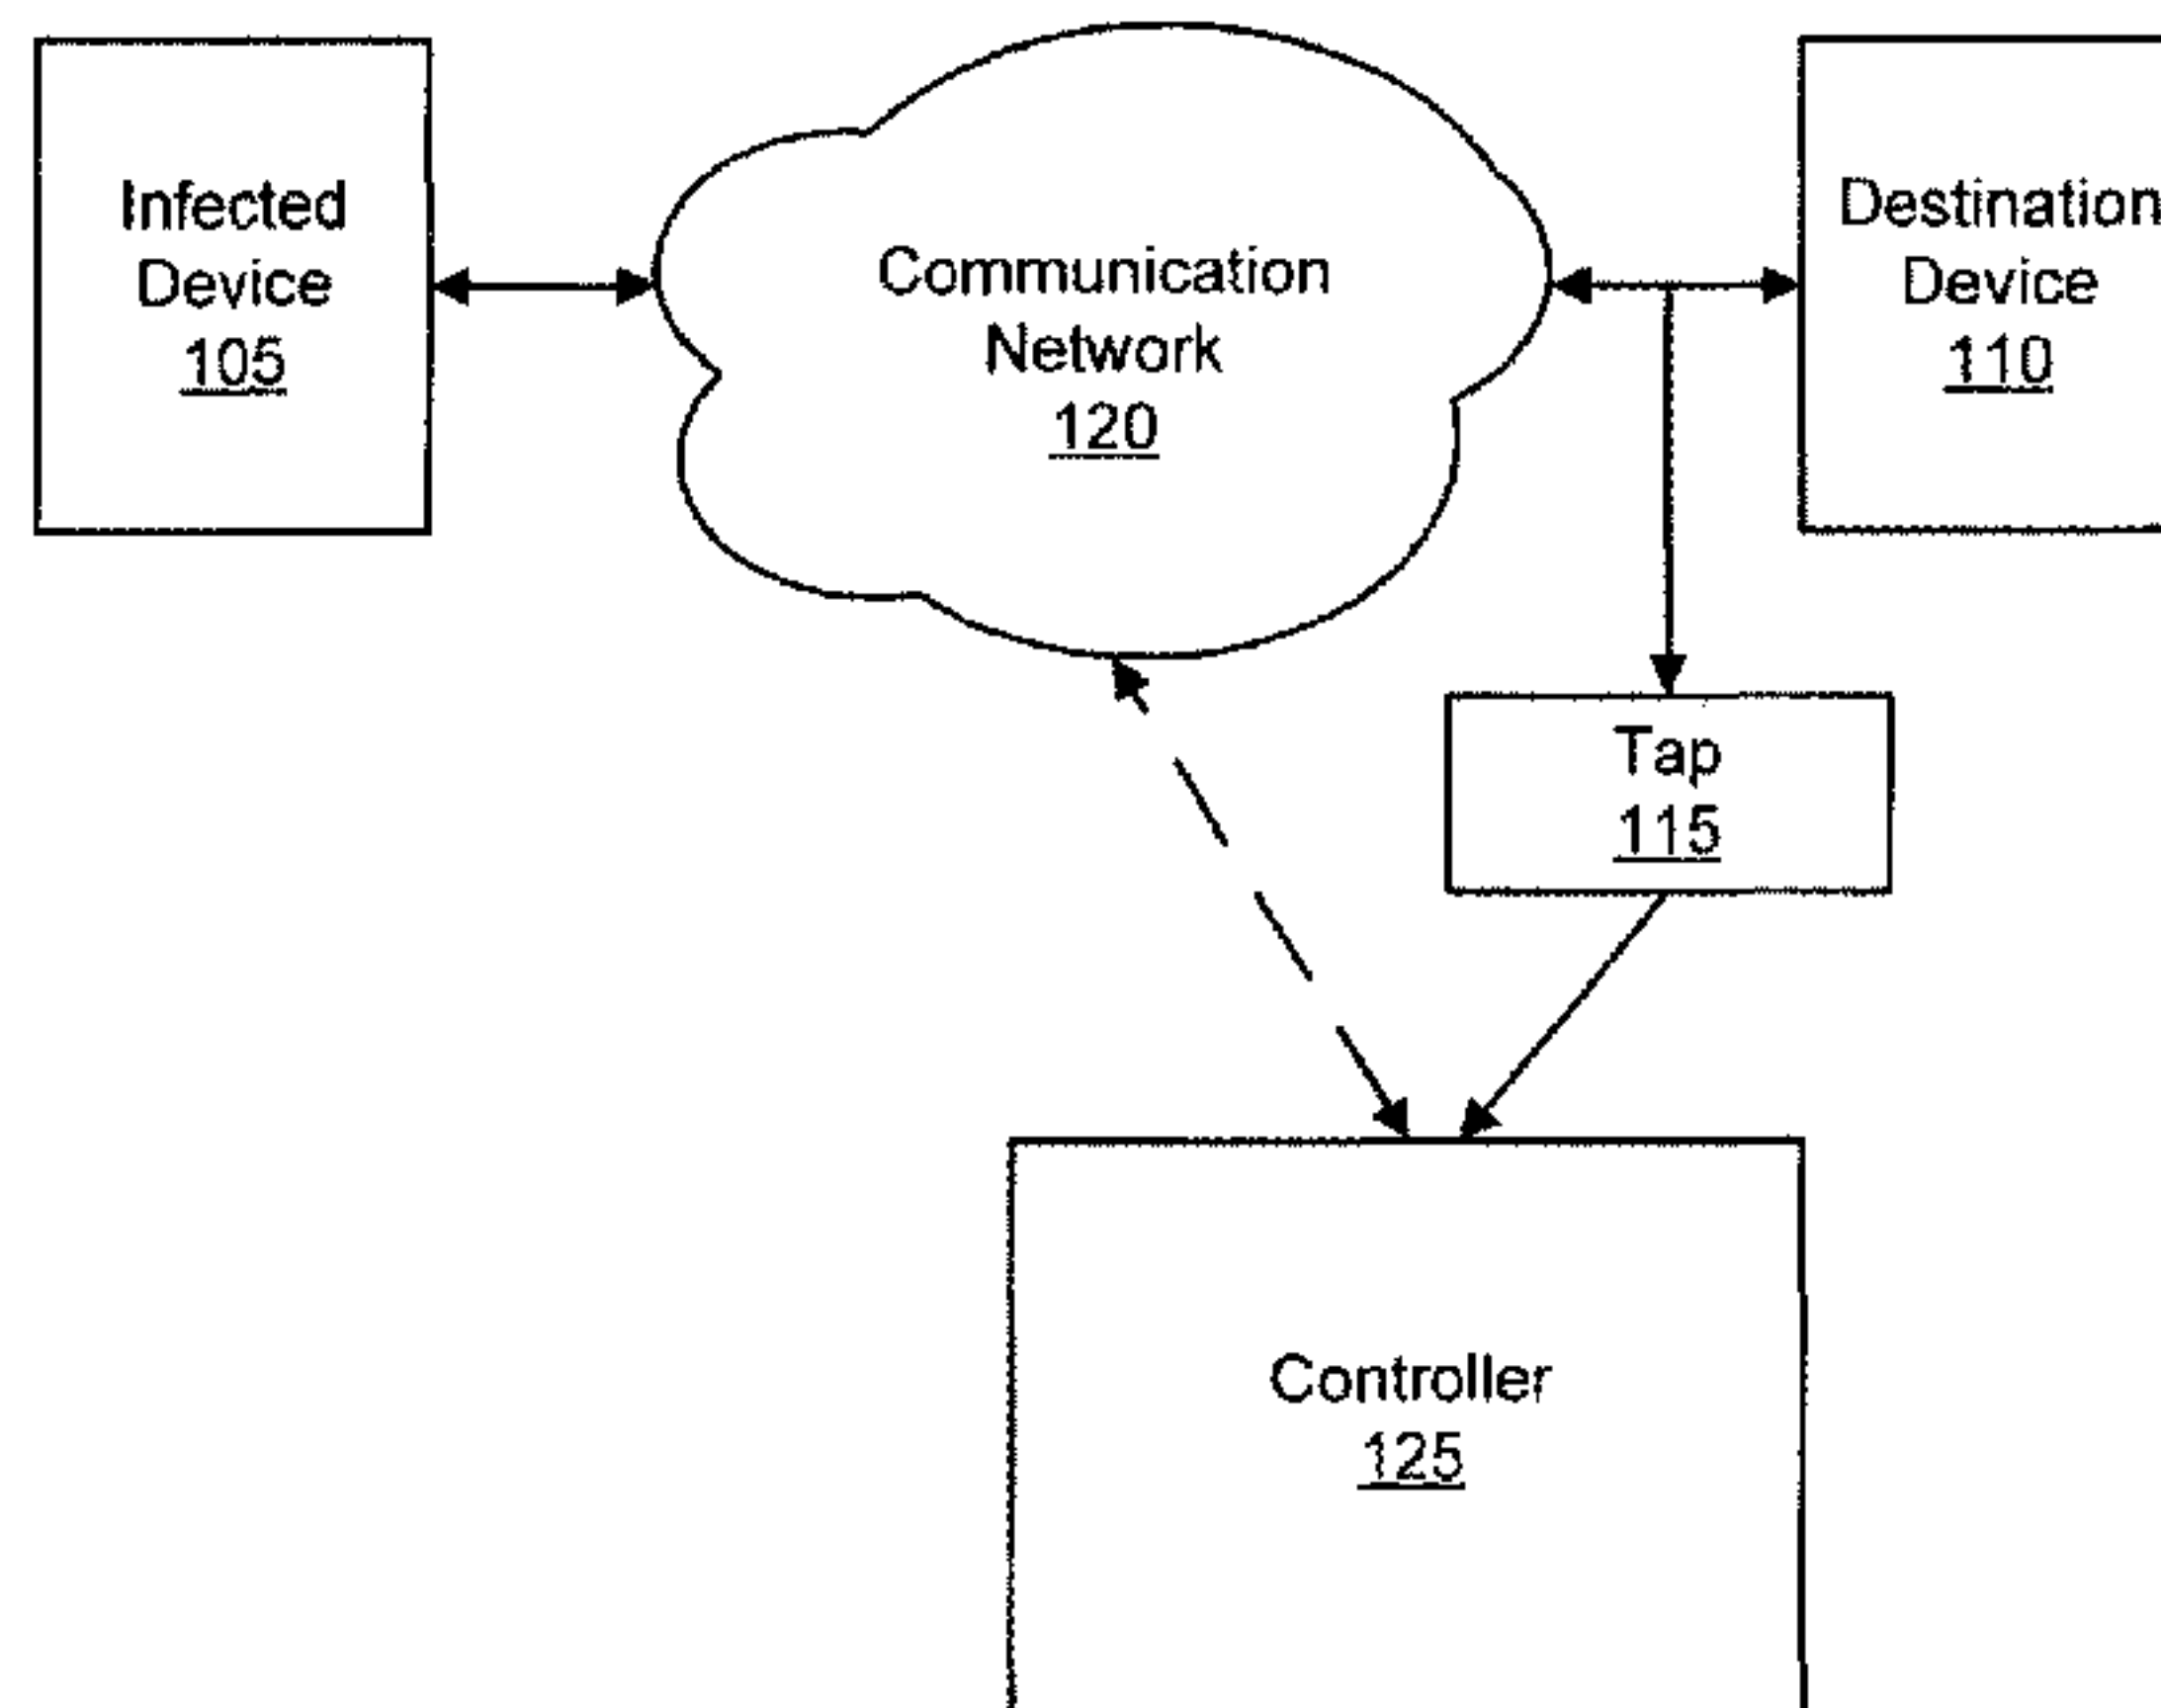 Infected
Device
105
Communication
Network
120
Destination
Device
110
Tap
115
Controller
125